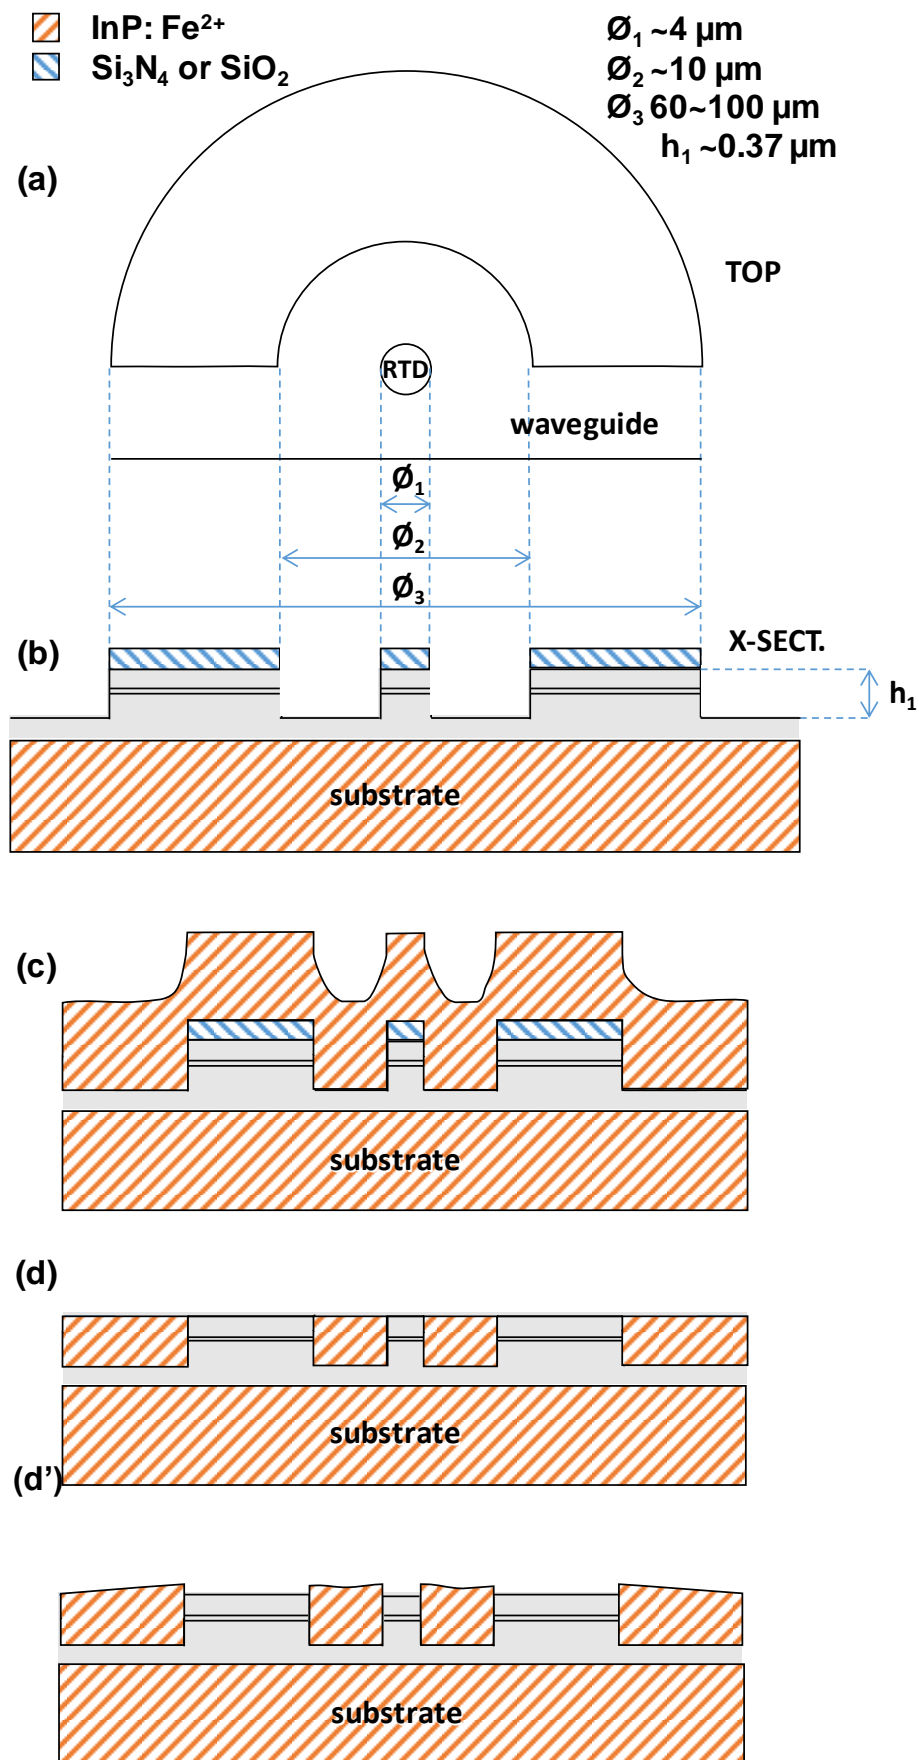 InP: Fe²⁺
Si₃N₄ or SiO₂
Ø₁ ~4 µm
Ø₂ ~10 µm
Ø₃ 60~100 µm
h₁ ~0.37 µm
(a)
TOP
RTD
waveguide
Ø₁
Ø₂
Ø₃
(b)
X-SECT.
h₁
substrate
(c)
substrate
(d)
substrate
(d’)
substrate